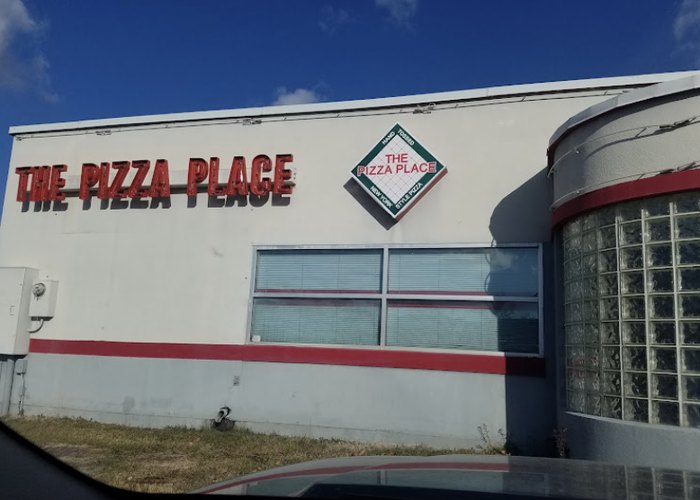 THE PIZZA PLACE
HAND TOSSED
THE
PIZZA PLACE
NEW YORK
STYLE PIZZA